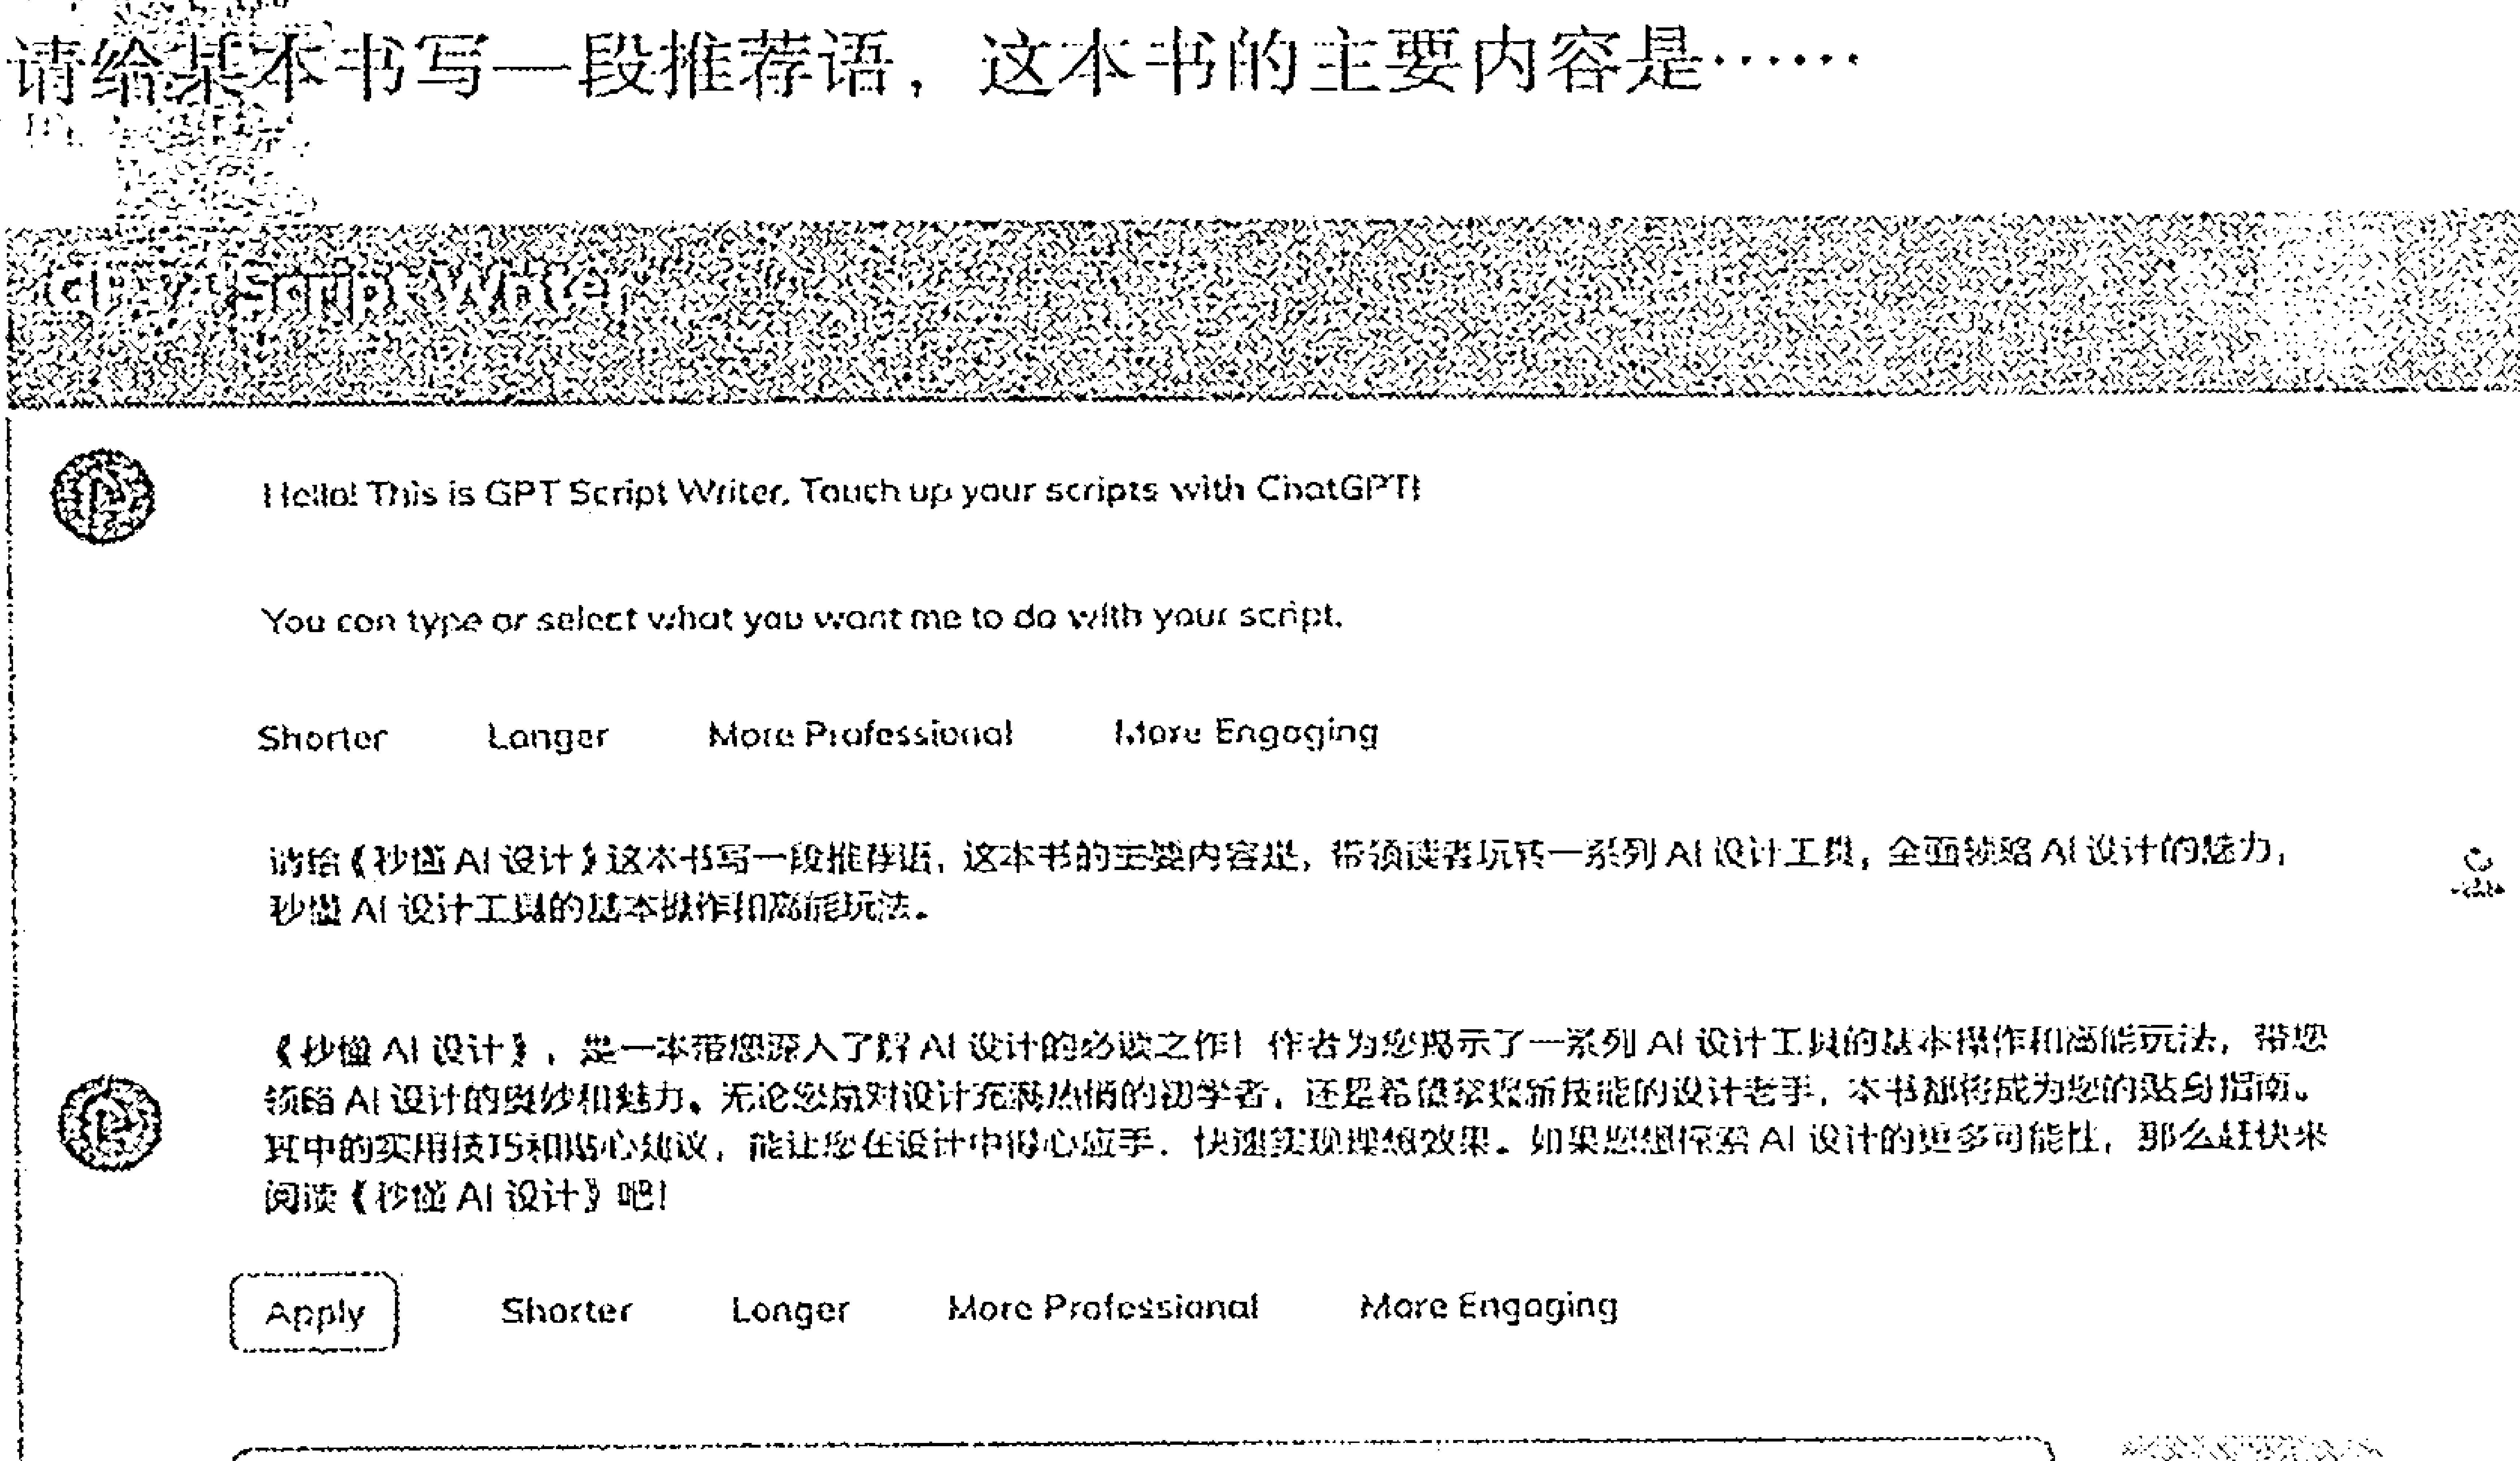 请给某本书写一段推荐语，这本书的主要内容是……
GPT Script Writer
Hello! This is GPT Script Writer. Touch up your scripts with ChatGPT!
You can type or select what you want me to do with your script.
Shorter Longer More Professional More Engaging
请给《秒懂 AI 设计》这本书写一段推荐语，这本书的主要内容是，带领读者玩转一系列 AI 设计工具，全面领略 AI 设计的魅力，
秒懂 AI 设计工具的基本操作和高能玩法。
《秒懂 AI 设计》，是一本带您深入了解 AI 设计的必读之作！作者为您揭示了一系列 AI 设计工具的基本操作和高能玩法，带您
领略 AI 设计的奥妙和魅力。无论您是对设计充满热情的初学者，还是希望掌握新技能的设计老手，本书都将成为您的贴身指南。
其中的实用技巧和贴心建议，能让您在设计中得心应手，快速实现理想效果。如果您想探索 AI 设计的更多可能性，那么赶快来
阅读《秒懂 AI 设计》吧！
Apply Shorter Longer More Professional More Engaging